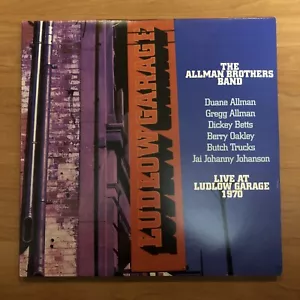 LUDLOW GARAGE
THE
ALLMAN BROTHERS
BAND
Duane Allman
Gregg Allman
Dickey Betts
Berry Oakley
Butch Trucks
Jai Johanny Johanson
LIVE AT
LUDLOW GARAGE
1970